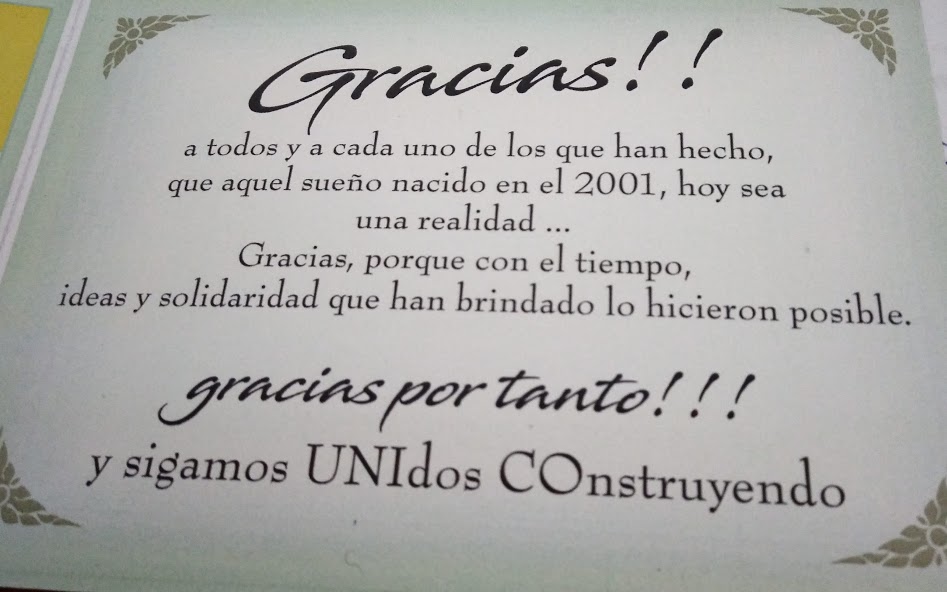 Gracias!!
a todos y a cada uno de los que han hecho,
que aquel sueño nacido en el 2001, hoy sea
una realidad ...
Gracias, porque con el tiempo,
ideas y solidaridad que han brindado lo hicieron posible.
gracias por tanto!!!
y sigamos UNIdos COnstruyendo